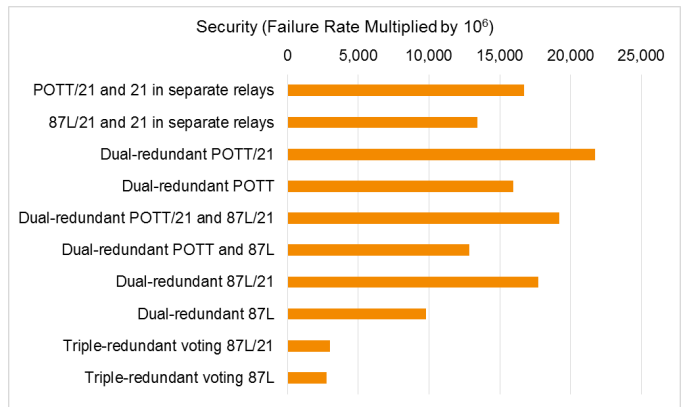 Security (Failure Rate Multiplied by 10⁶)
0 5,000 10,000 15,000 20,000 25,000
POTT/21 and 21 in separate relays
87L/21 and 21 in separate relays
Dual-redundant POTT/21
Dual-redundant POTT
Dual-redundant POTT/21 and 87L/21
Dual-redundant POTT and 87L
Dual-redundant 87L/21
Dual-redundant 87L
Triple-redundant voting 87L/21
Triple-redundant voting 87L